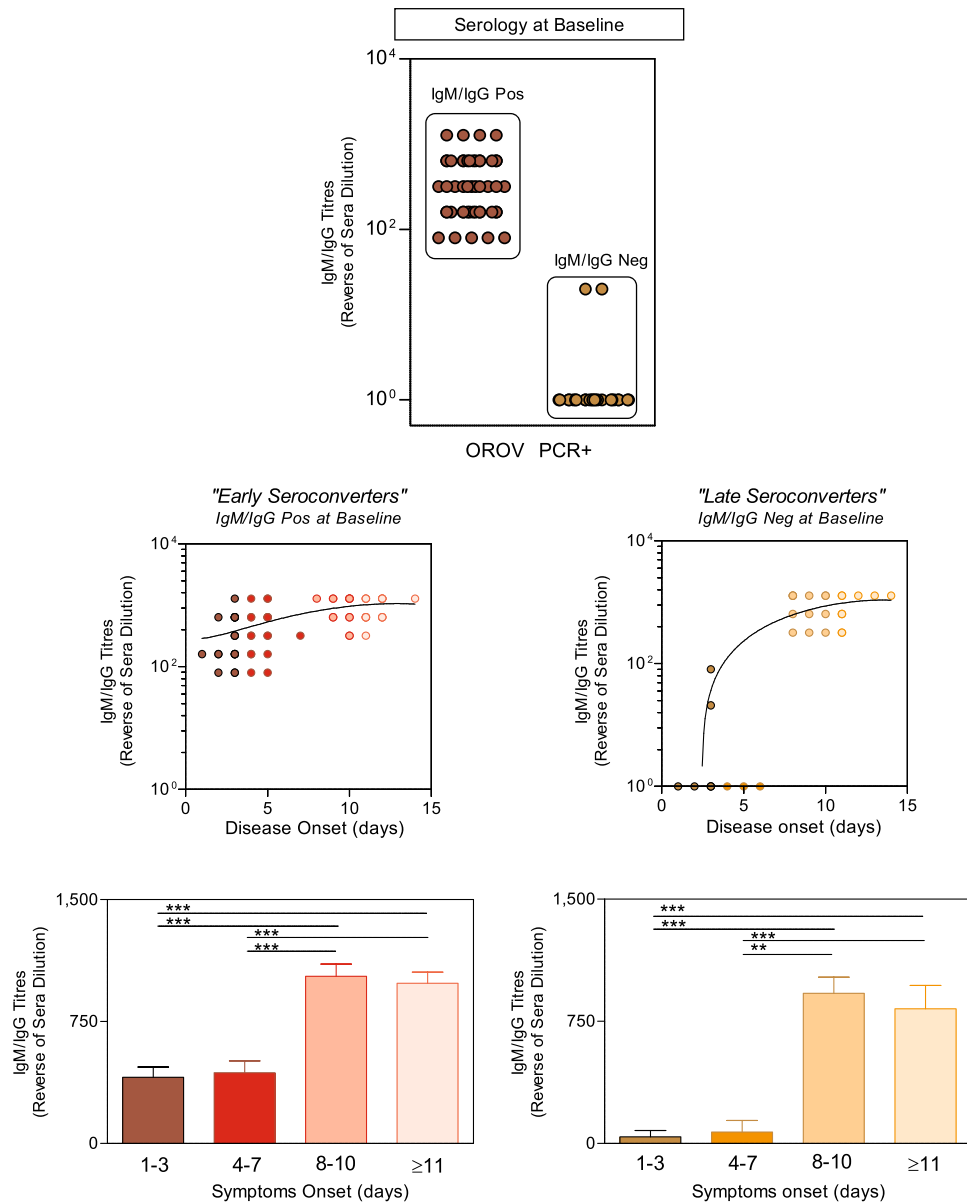 Serology at Baseline
IgM/IgG Titres
(Reverse of Sera Dilution)
10⁴
10²
10⁰
IgM/IgG Pos
IgM/IgG Neg
OROV PCR+
"Early Seroconverters"
IgM/IgG Pos at Baseline
IgM/IgG Titres
(Reverse of Sera Dilution)
10⁴
10²
10⁰
0 5 10 15
Disease Onset (days)
"Late Seroconverters"
IgM/IgG Neg at Baseline
IgM/IgG Titres
(Reverse of Sera Dilution)
10⁴
10²
10⁰
0 5 10 15
Disease onset (days)
IgM/IgG Titres
(Reverse of Sera Dilution)
1,500
750
0
***
***
***
***
1-3 4-7 8-10 ≥11
Symptoms Onset (days)
IgM/IgG Titres
(Reverse of Sera Dilution)
1,500
750
0
***
***
***
**
1-3 4-7 8-10 ≥11
Symptoms onset (days)